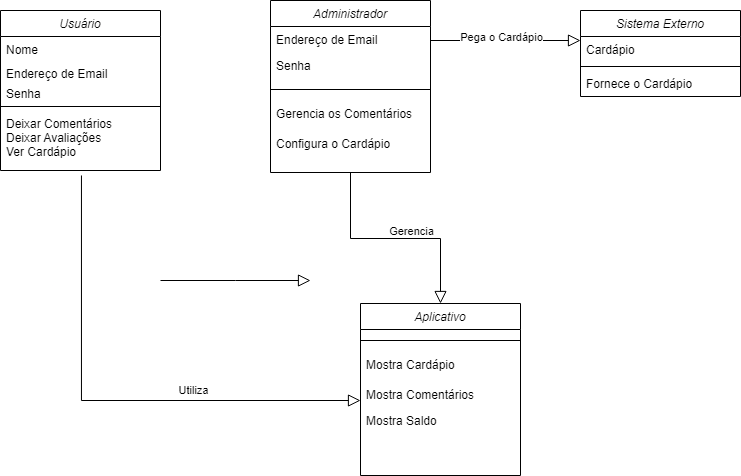 Usuário
Nome
Endereço de Email
Senha
Deixar Comentários
Deixar Avaliações
Ver Cardápio
Administrador
Endereço de Email
Senha
Gerencia os Comentários
Configura o Cardápio
Pega o Cardápio
Sistema Externo
Cardápio
Fornece o Cardápio
Gerencia
Aplicativo
Mostra Cardápio
Mostra Comentários
Mostra Saldo
Utiliza